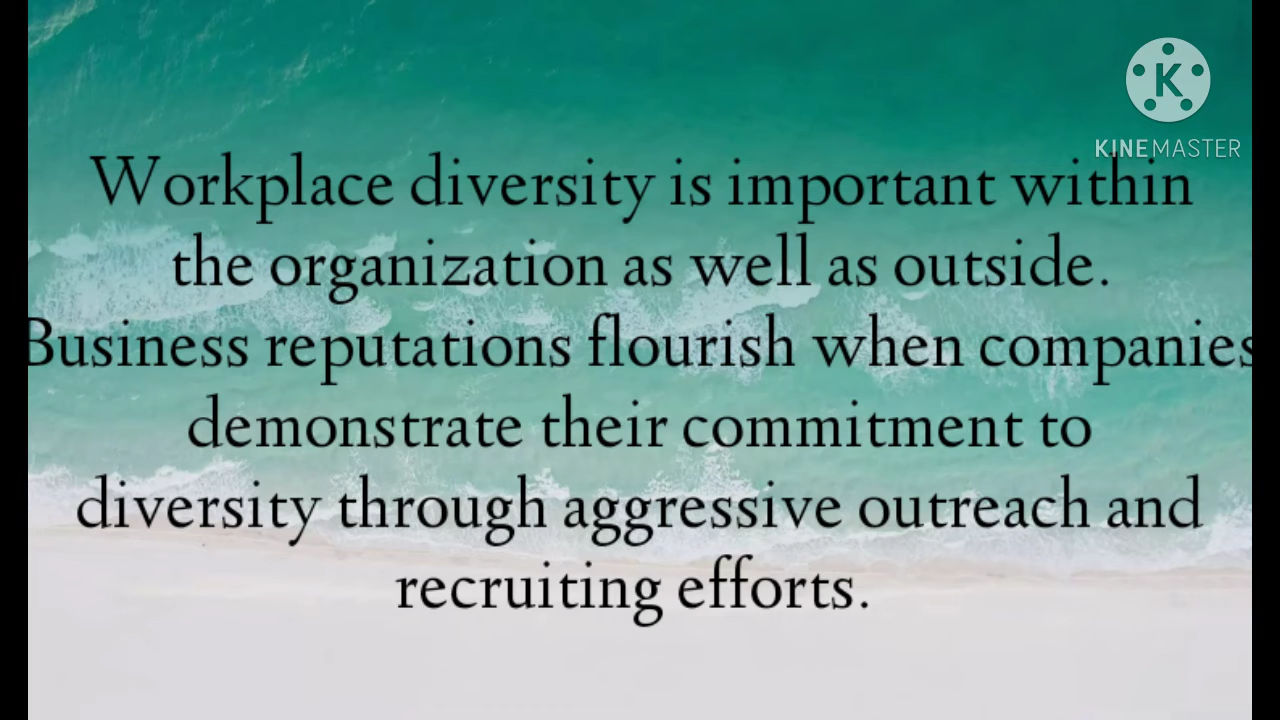 K
KINEMASTER
Workplace diversity is important within
the organization as well as outside.
Business reputations flourish when companies
demonstrate their commitment to
diversity through aggressive outreach and
recruiting efforts.